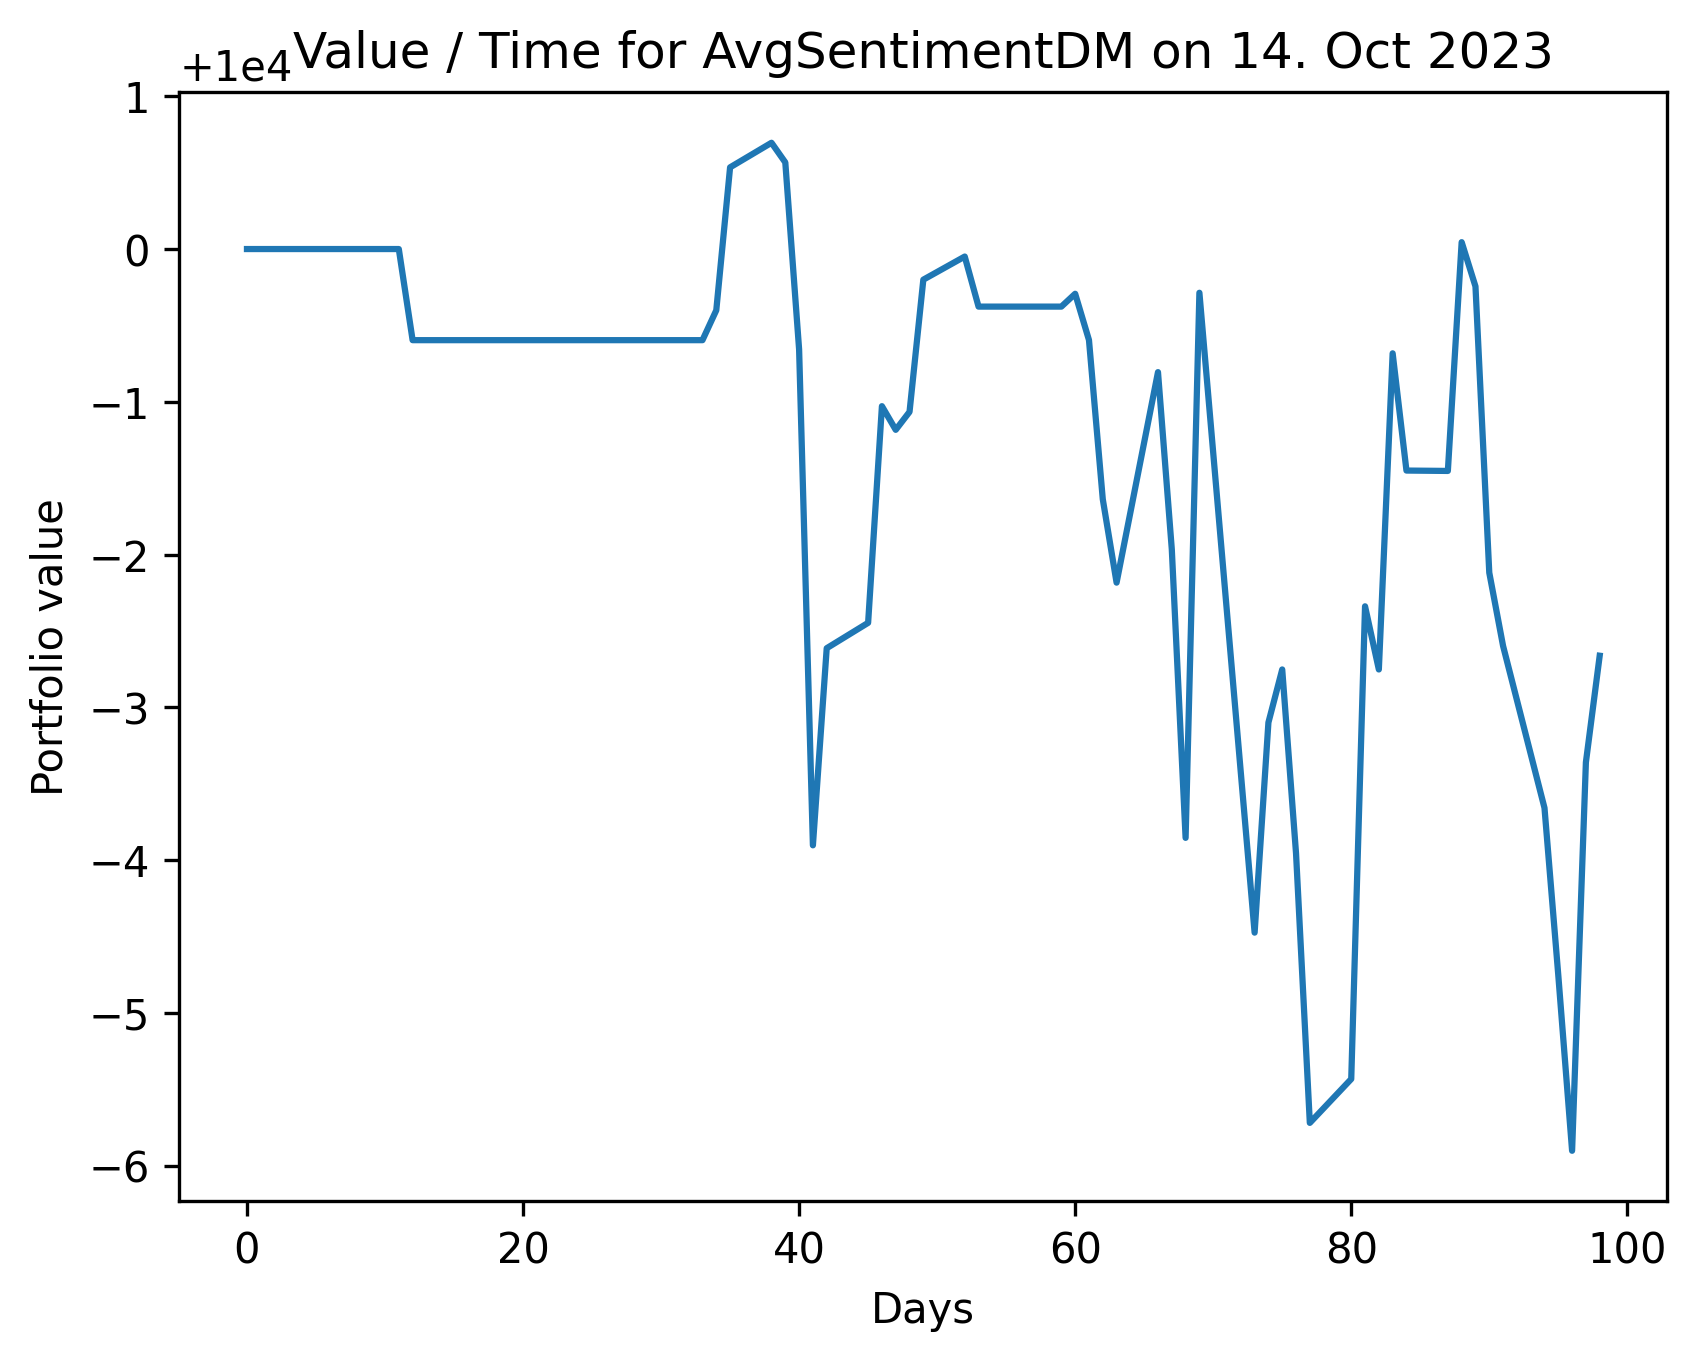 Value / Time for AvgSentimentDM on 14. Oct 2023
+1e4
1
0
−1
−2
−3
−4
−5
−6
Portfolio value
0 20 40 60 80 100
Days